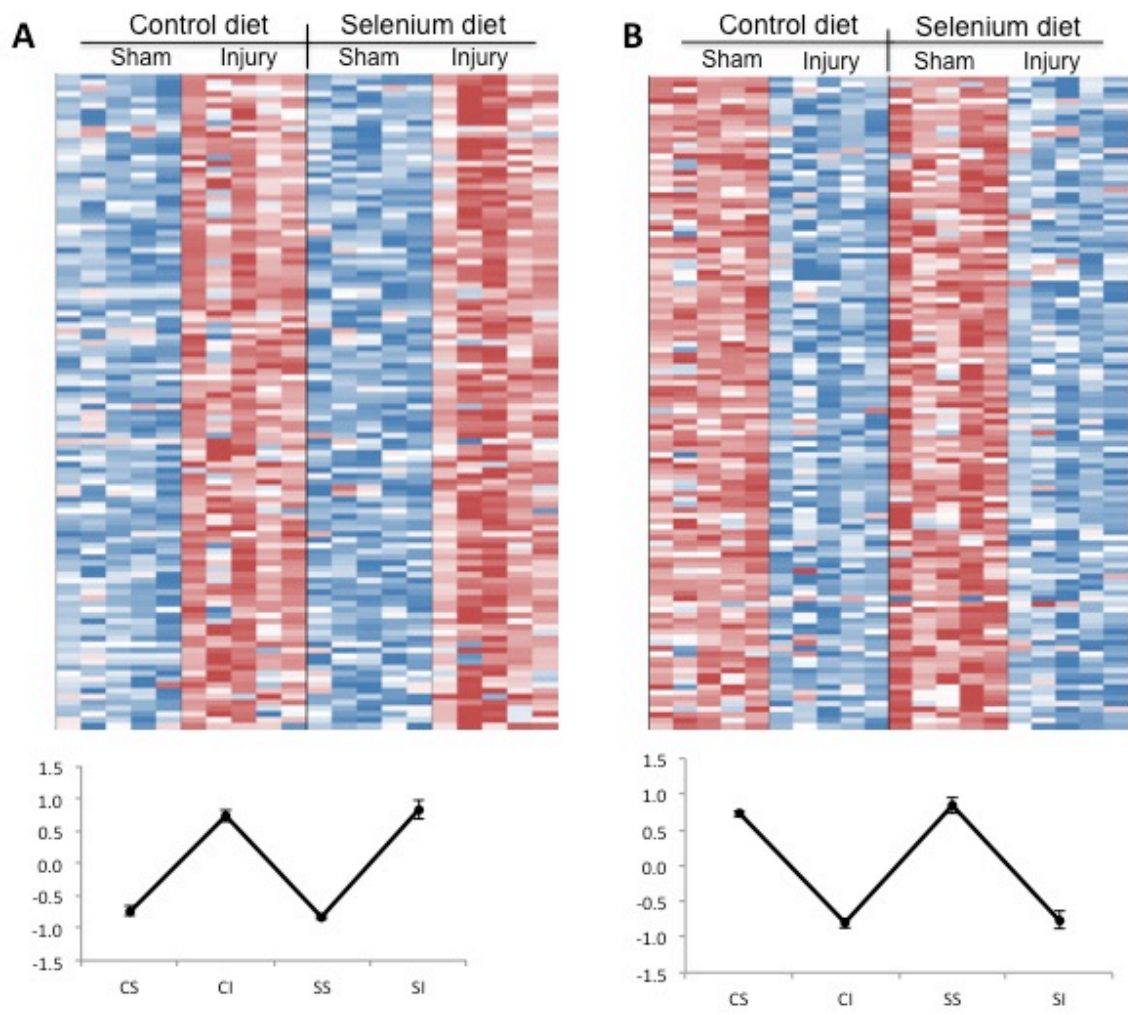 A
Control diet Selenium diet
Sham Injury Sham Injury
1.5
1.0
0.5
0.0
-0.5
-1.0
-1.5
CS CI SS SI
B
Control diet Selenium diet
Sham Injury Sham Injury
1.5
1.0
0.5
0.0
-0.5
-1.0
-1.5
CS CI SS SI